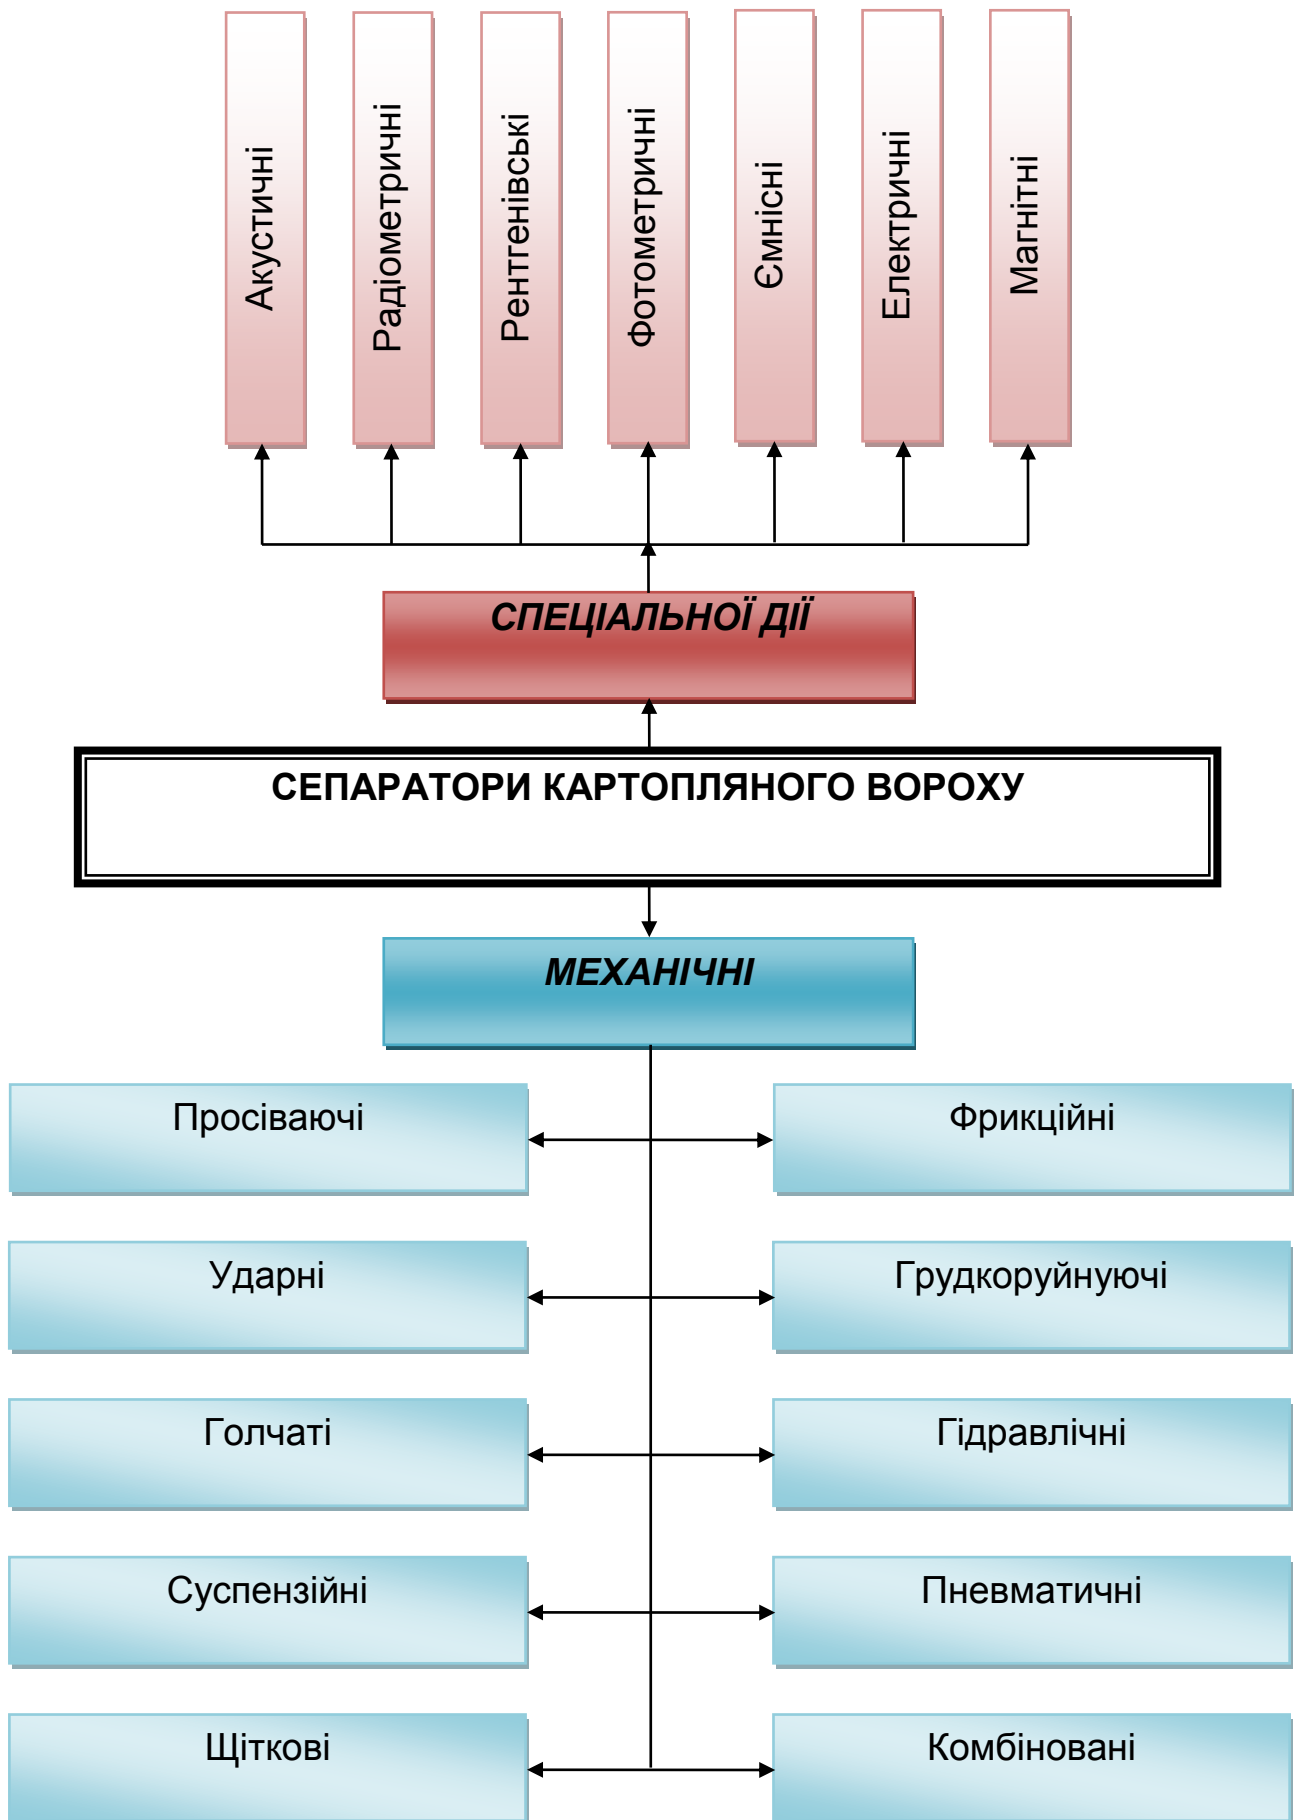 Акустичні
Радіометричні
Рентгенівські
Фотометричні
Ємнісні
Електричні
Магнітні
СПЕЦІАЛЬНОЇ ДІЇ
СЕПАРАТОРИ КАРТОПЛЯНОГО ВОРОХУ
МЕХАНІЧНІ
Просіваючі
Фрикційні
Ударні
Грудкоруйнуючі
Голчаті
Гідравлічні
Суспензійні
Пневматичні
Щіткові
Комбіновані